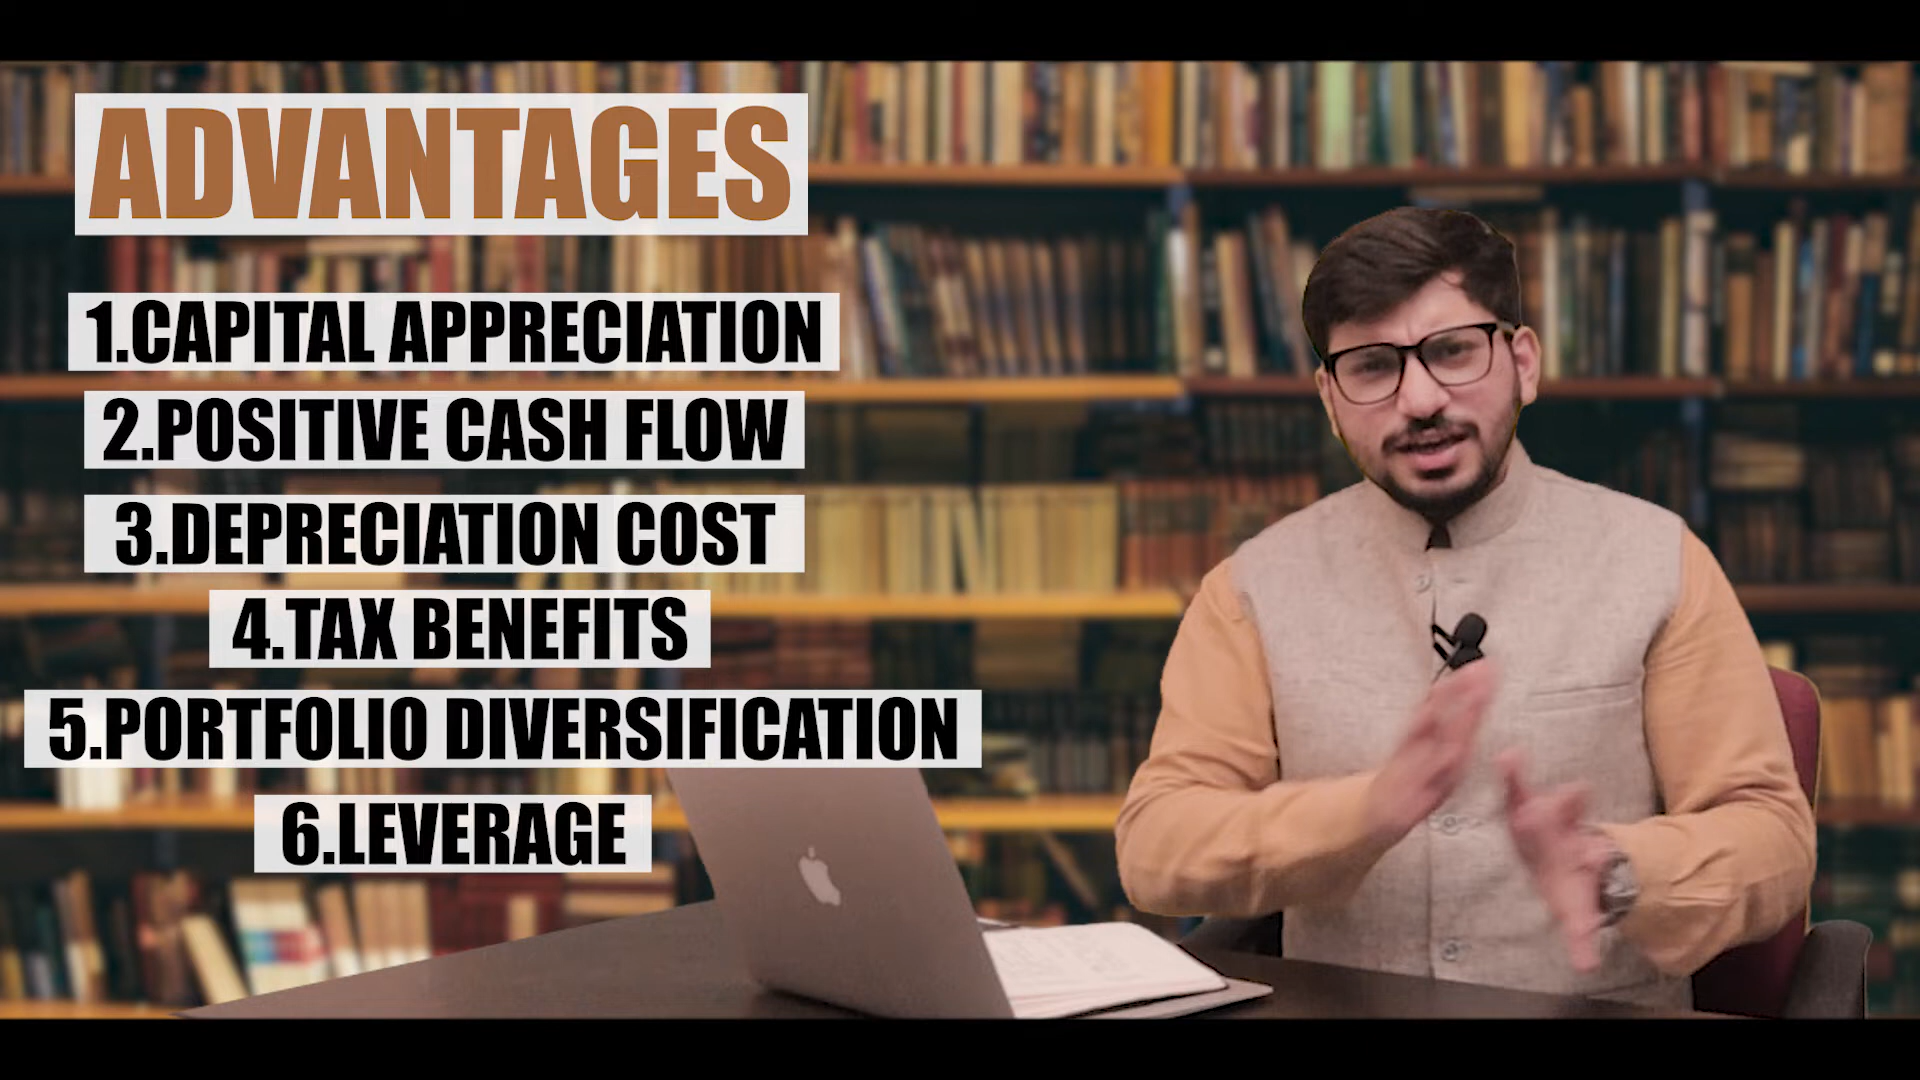 ADVANTAGES
1.CAPITAL APPRECIATION
2.POSITIVE CASH FLOW
3.DEPRECIATION COST
4.TAX BENEFITS
5.PORTFOLIO DIVERSIFICATION
6.LEVERAGE